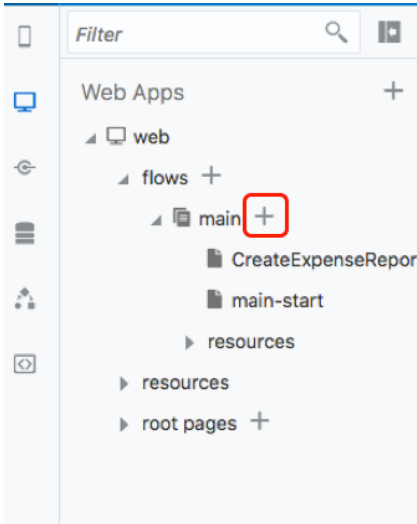 Filter
Web Apps
web
flows
main
CreateExpenseRepor
main-start
resources
resources
root pages